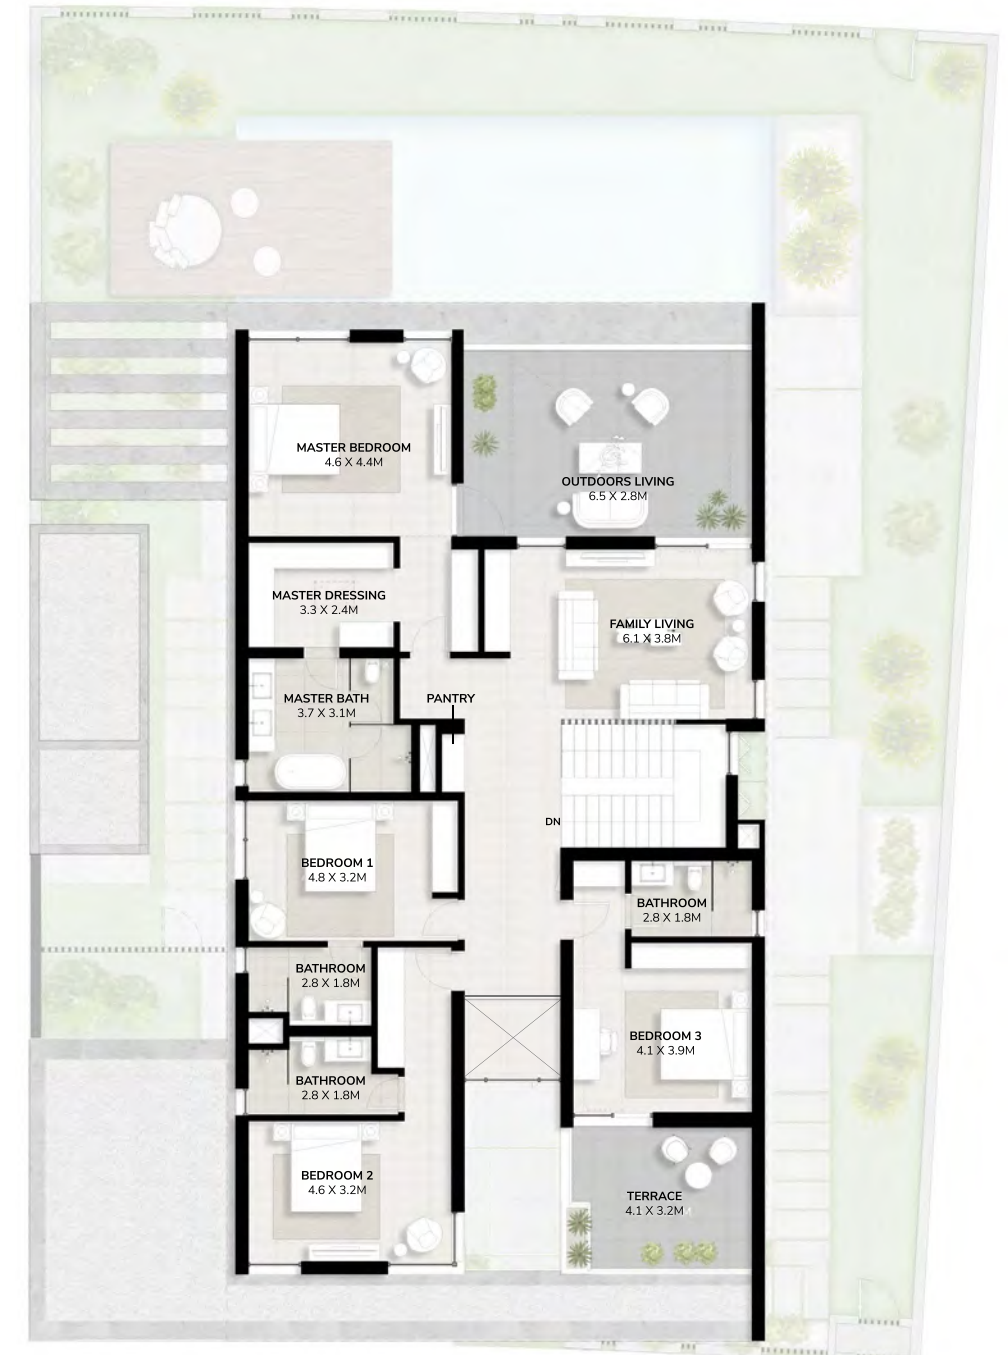 MASTER BEDROOM
4.6 X 4.4M
OUTDOORS LIVING
6.5 X 2.8M
MASTER DRESSING
3.3 X 2.4M
FAMILY LIVING
6.1 X 3.8M
MASTER BATH
3.7 X 3.1M
PANTRY
DN
BEDROOM 1
4.8 X 3.2M
BATHROOM
2.8 X 1.8M
BATHROOM
2.8 X 1.8M
BEDROOM 3
4.1 X 3.9M
BATHROOM
2.8 X 1.8M
BEDROOM 2
4.6 X 3.2M
TERRACE
4.1 X 3.2M